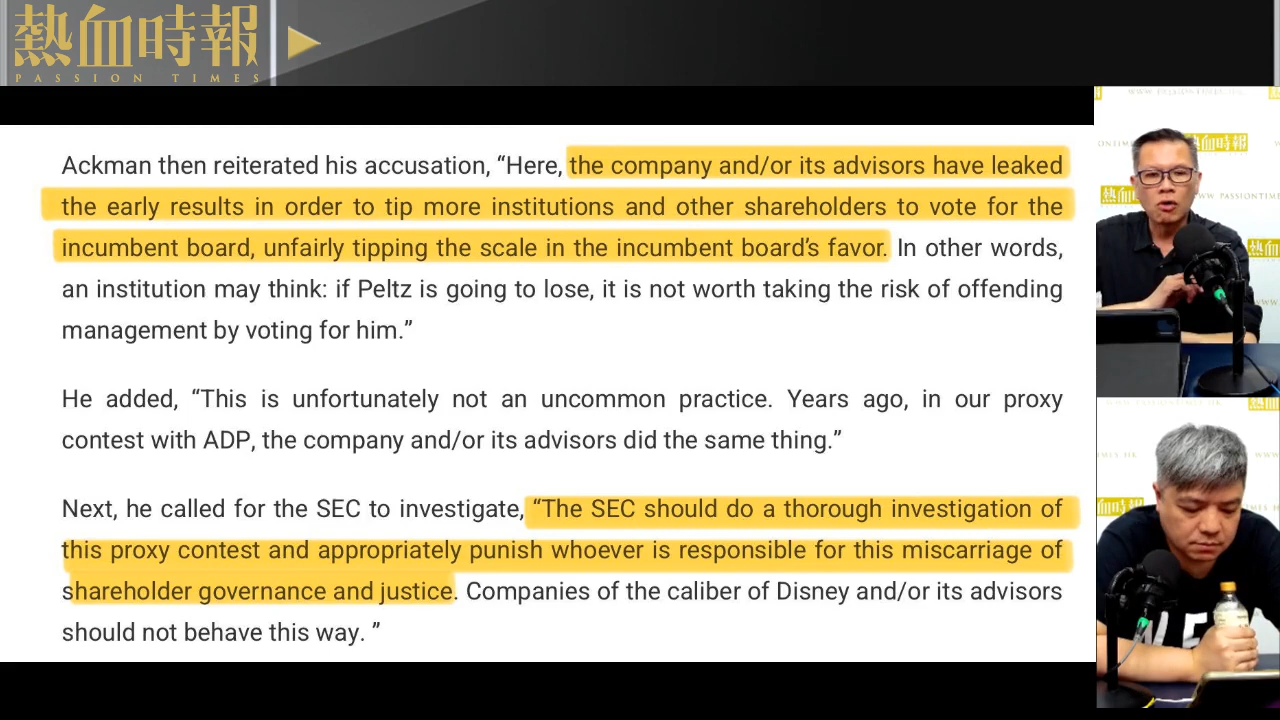 熱血時報
PASSION TIMES
Ackman then reiterated his accusation, “Here, the company and/or its advisors have leaked
the early results in order to tip more institutions and other shareholders to vote for the
incumbent board, unfairly tipping the scale in the incumbent board’s favor. In other words,
an institution may think: if Peltz is going to lose, it is not worth taking the risk of offending
management by voting for him.”
He added, “This is unfortunately not an uncommon practice. Years ago, in our proxy
contest with ADP, the company and/or its advisors did the same thing.”
Next, he called for the SEC to investigate, “The SEC should do a thorough investigation of
this proxy contest and appropriately punish whoever is responsible for this miscarriage of
shareholder governance and justice. Companies of the caliber of Disney and/or its advisors
should not behave this way. ”